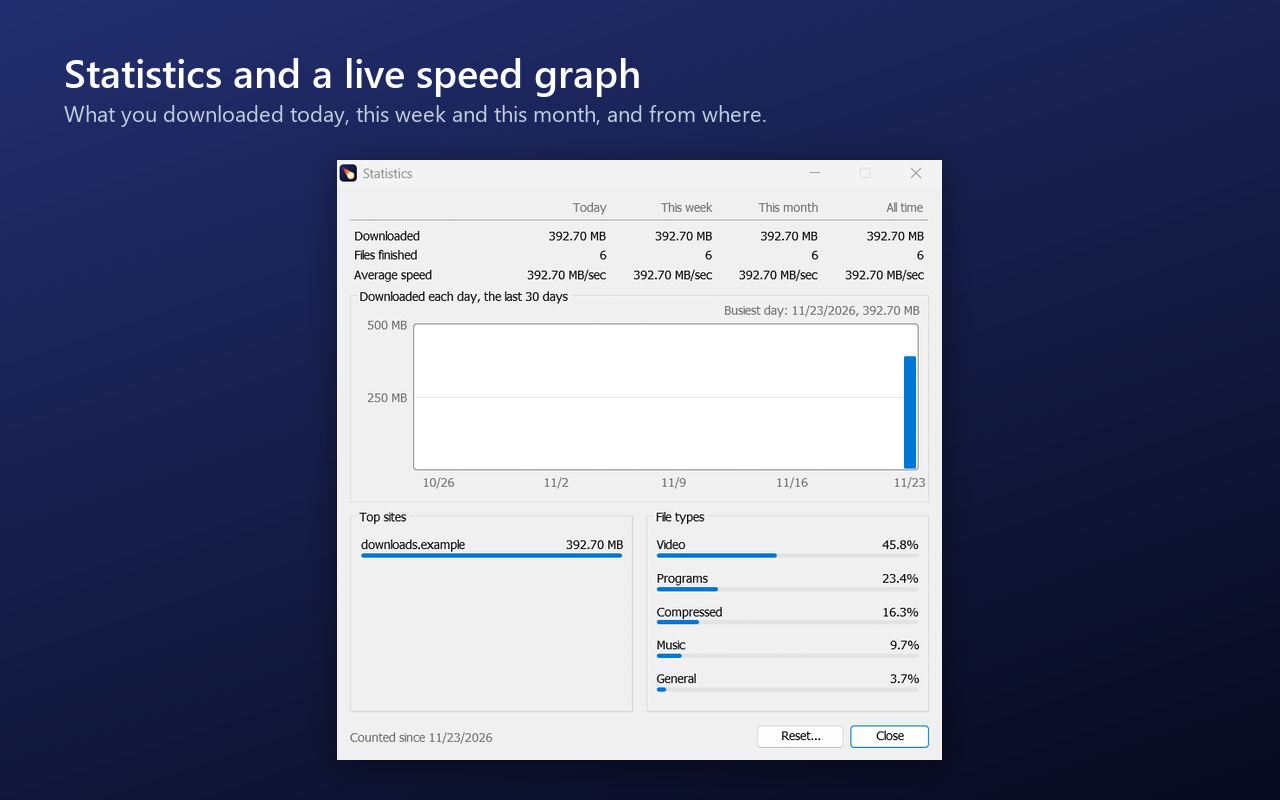 Statistics and a live speed graph
What you downloaded today, this week and this month, and from where.
Statistics
Today This week This month All time
Downloaded 392.70 MB 392.70 MB 392.70 MB 392.70 MB
Files finished 6 6 6 6
Average speed 392.70 MB/sec 392.70 MB/sec 392.70 MB/sec 392.70 MB/sec
Downloaded each day, the last 30 days
Busiest day: 11/23/2026, 392.70 MB
500 MB
250 MB
10/26 11/2 11/9 11/16 11/23
Top sites
downloads.example 392.70 MB
File types
Video 45.8%
Programs 23.4%
Compressed 16.3%
Music 9.7%
General 3.7%
Counted since 11/23/2026
Reset... Close